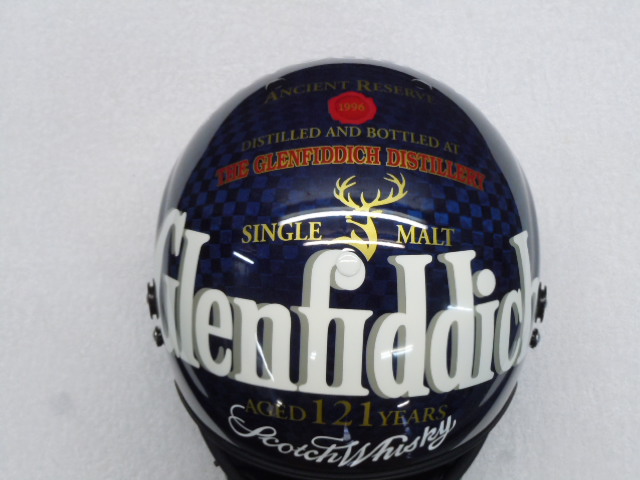 ANCIENT RESERVE
1996
DISTILLED AND BOTTLED AT
THE GLENFIDDICH DISTILLERY
SINGLE MALT
Glenfiddich
AGED 121 YEARS
Scotch Whisky